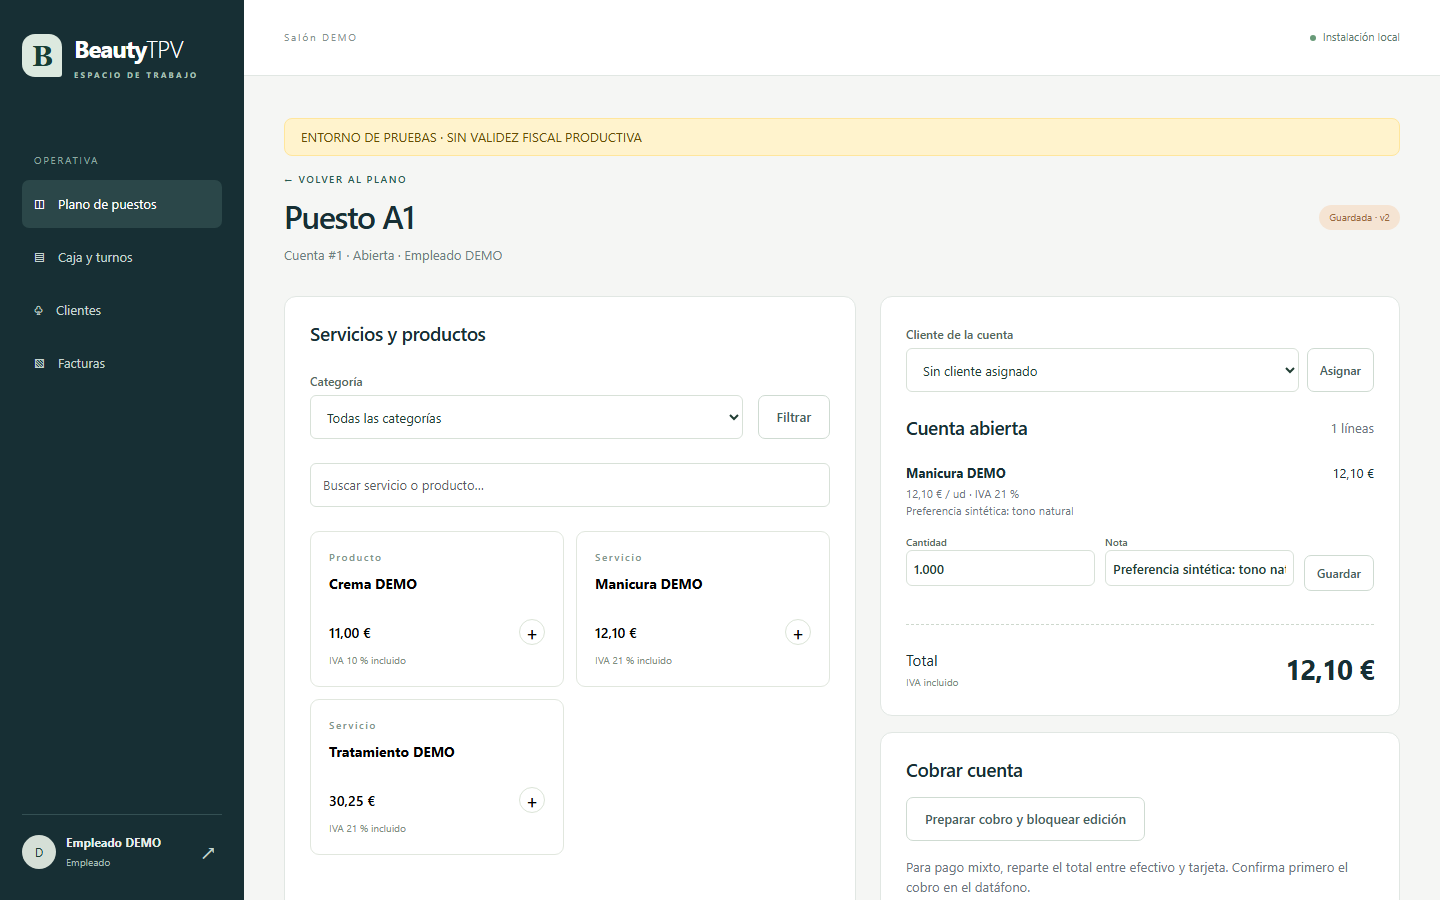 B
BeautyTPV
ESPACIO DE TRABAJO
OPERATIVA
Plano de puestos
Caja y turnos
Clientes
Facturas
D
Empleado DEMO
Empleado
Salón DEMO
Instalación local
ENTORNO DE PRUEBAS · SIN VALIDEZ FISCAL PRODUCTIVA
← VOLVER AL PLANO
Puesto A1
Guardada · v2
Cuenta #1 · Abierta · Empleado DEMO
Servicios y productos
Categoría
Todas las categorías
Filtrar
Buscar servicio o producto...
Producto
Crema DEMO
11,00 €
+
IVA 10 % incluido
Servicio
Manicura DEMO
12,10 €
+
IVA 21 % incluido
Servicio
Tratamiento DEMO
30,25 €
+
IVA 21 % incluido
Cliente de la cuenta
Sin cliente asignado
Asignar
Cuenta abierta
1 líneas
Manicura DEMO
12,10 €
12,10 € / ud · IVA 21 %
Preferencia sintética: tono natural
Cantidad
Nota
1.000
Preferencia sintética: tono nat
Guardar
Total
IVA incluido
12,10 €
Cobrar cuenta
Preparar cobro y bloquear edición
Para pago mixto, reparte el total entre efectivo y tarjeta. Confirma primero el
cobro en el datáfono.